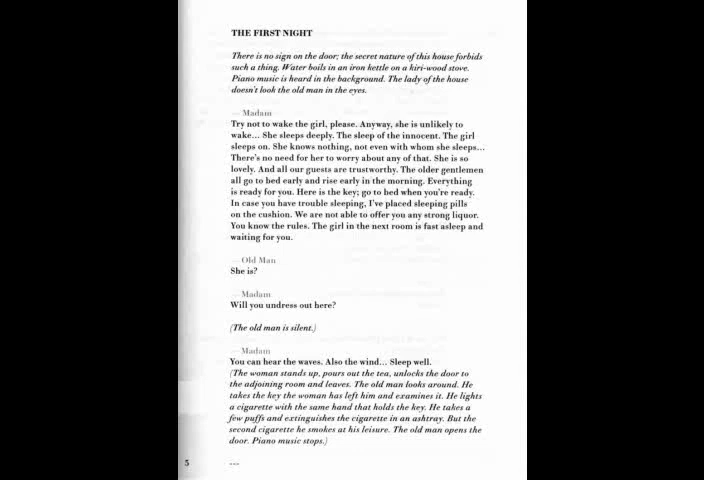 THE FIRST NIGHT
There is no sign on the door; the secret nature of this house forbids
such a thing. Water boils in an iron kettle on a kiri-wood stove.
Piano music is heard in the background. The lady of the house
doesn't look the old man in the eyes.
— Madam
Try not to wake the girl, please. Anyway, she is unlikely to
wake... She sleeps deeply. The sleep of the innocent. The girl
sleeps on. She knows nothing, not even with whom she sleeps...
There's no need for her to worry about any of that. She is so
lovely. And all our guests are trustworthy. The older gentlemen
all go to bed early and rise early in the morning. Everything
is ready for you. Here is the key; go to bed when you're ready.
In case you have trouble sleeping, I've placed sleeping pills
on the cushion. We are not able to offer you any strong liquor.
You know the rules. The girl in the next room is fast asleep and
waiting for you.
— Old Man
She is?
— Madam
Will you undress out here?
(The old man is silent.)
— Madam
You can hear the waves. Also the wind... Sleep well.
(The woman stands up, pours out the tea, unlocks the door to
the adjoining room and leaves. The old man looks around. He
takes the key the woman has left him and examines it. He lights
a cigarette with the same hand that holds the key. He takes a
few puffs and extinguishes the cigarette in an ashtray. But the
second cigarette he smokes at his leisure. The old man opens the
door. Piano music stops.)
5
---